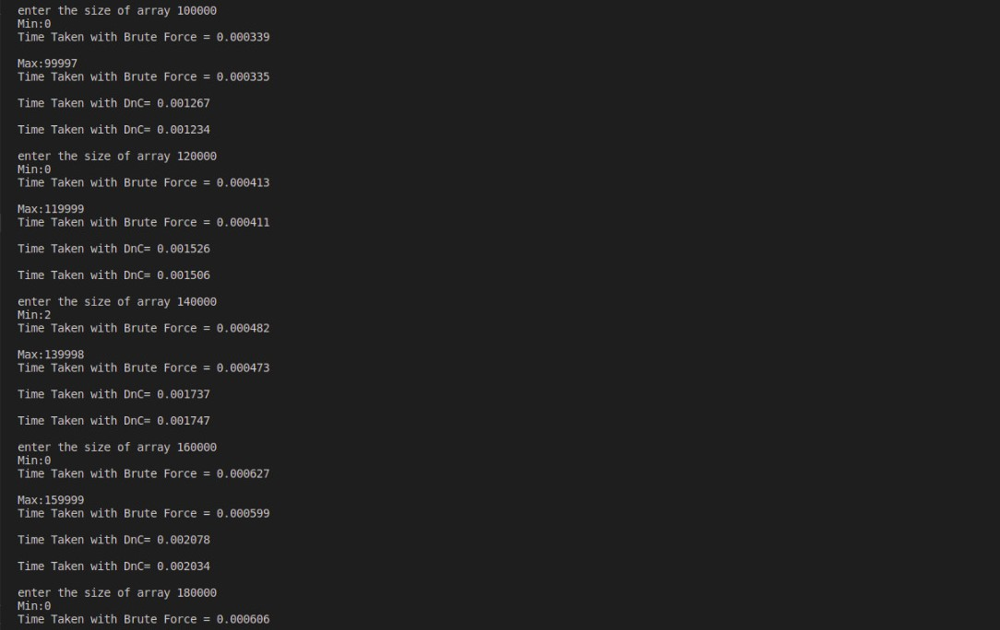 enter the size of array 100000
Min:0
Time Taken with Brute Force = 0.000339
Max:99997
Time Taken with Brute Force = 0.000335
Time Taken with DnC= 0.001267
Time Taken with DnC= 0.001234
enter the size of array 120000
Min:0
Time Taken with Brute Force = 0.000413
Max:119999
Time Taken with Brute Force = 0.000411
Time Taken with DnC= 0.001526
Time Taken with DnC= 0.001506
enter the size of array 140000
Min:2
Time Taken with Brute Force = 0.000482
Max:139998
Time Taken with Brute Force = 0.000473
Time Taken with DnC= 0.001737
Time Taken with DnC= 0.001747
enter the size of array 160000
Min:0
Time Taken with Brute Force = 0.000627
Max:159999
Time Taken with Brute Force = 0.000599
Time Taken with DnC= 0.002078
Time Taken with DnC= 0.002034
enter the size of array 180000
Min:0
Time Taken with Brute Force = 0.000606